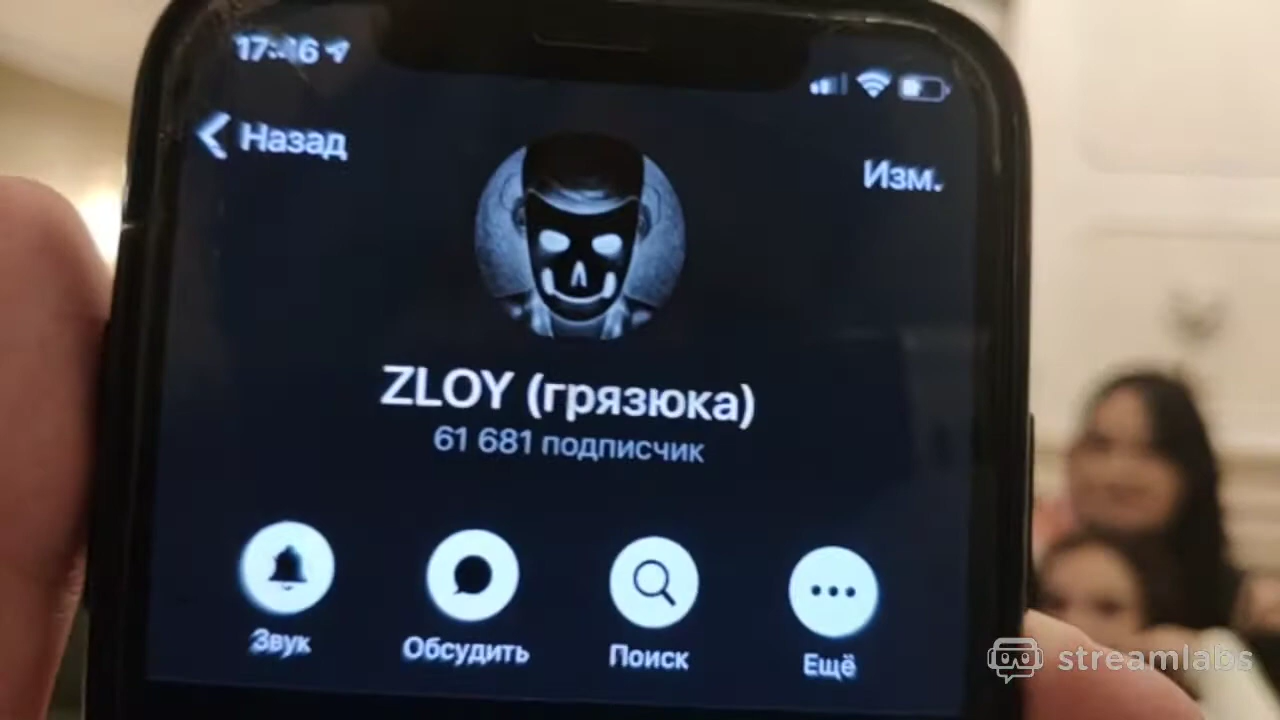 17:46
Назад
Изм.
ZLOY (грязюка)
61 681 подписчик
Звук
Обсудить
Поиск
Ещё
streamlabs